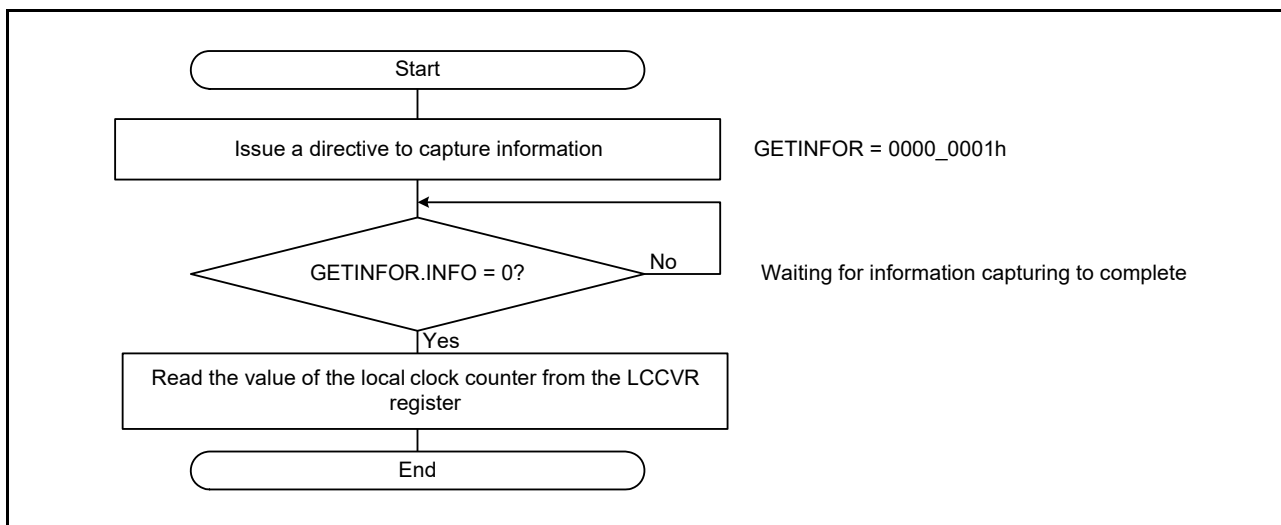 Start
Issue a directive to capture information
GETINFOR = 0000_0001h
GETINFOR.INFO = 0?
No
Waiting for information capturing to complete
Yes
Read the value of the local clock counter from the LCCVR
register
End